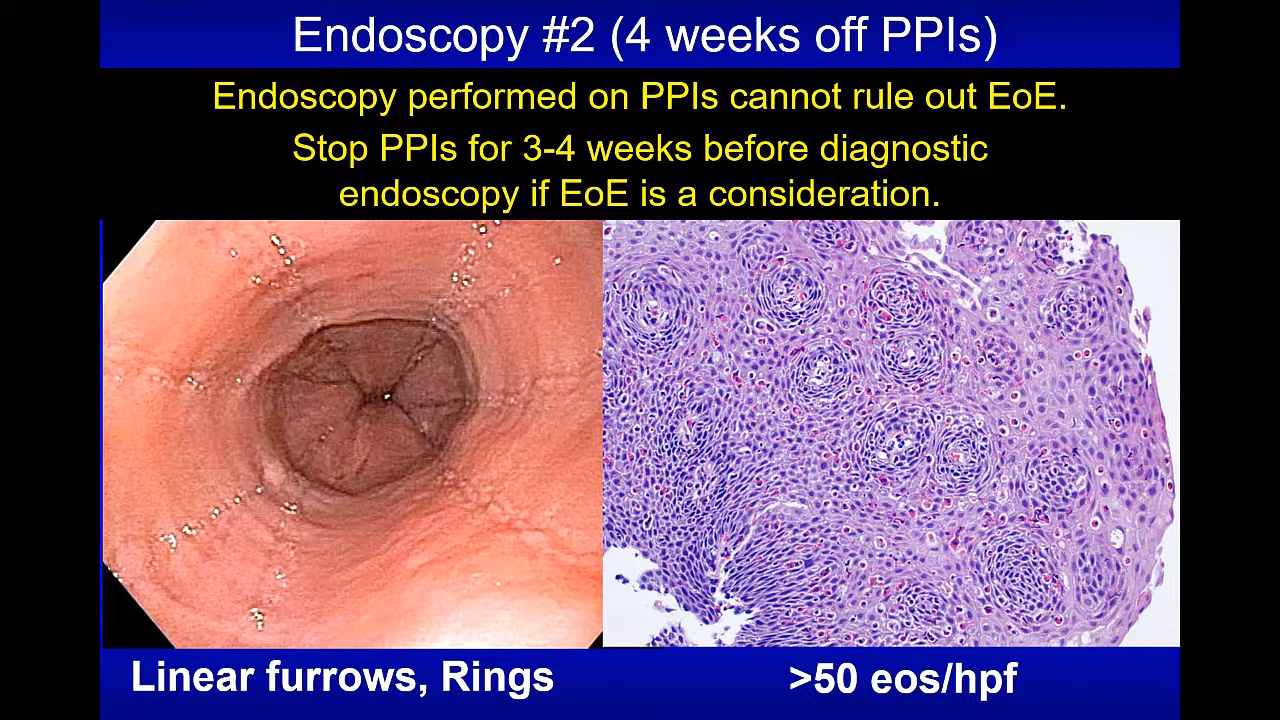 Endoscopy #2 (4 weeks off PPIs)
Endoscopy performed on PPIs cannot rule out EoE.
Stop PPIs for 3-4 weeks before diagnostic
endoscopy if EoE is a consideration.
Linear furrows, Rings
>50 eos/hpf